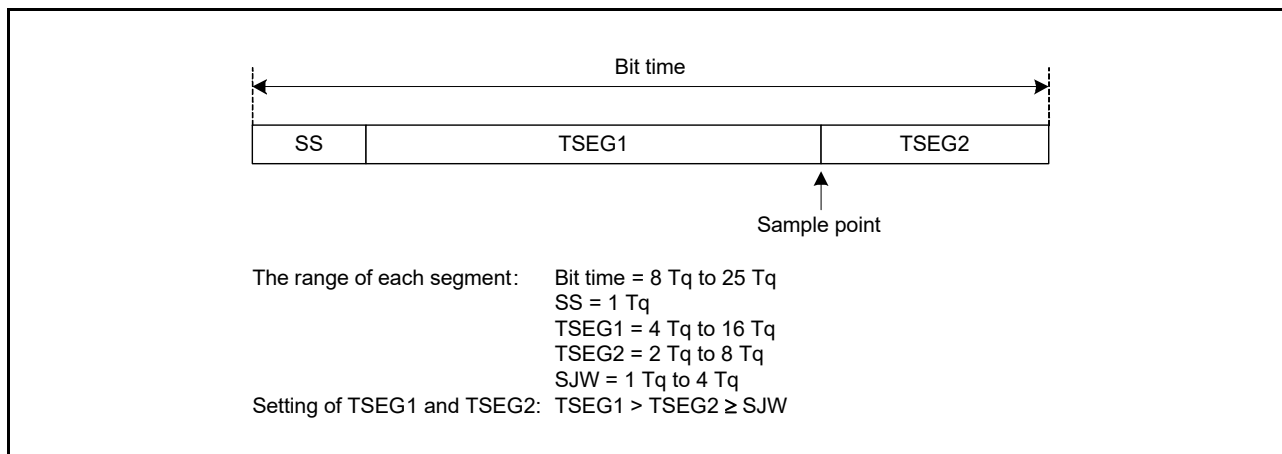 Bit time
SS TSEG1 TSEG2
Sample point
The range of each segment: Bit time = 8 Tq to 25 Tq
SS = 1 Tq
TSEG1 = 4 Tq to 16 Tq
TSEG2 = 2 Tq to 8 Tq
SJW = 1 Tq to 4 Tq
Setting of TSEG1 and TSEG2: TSEG1 > TSEG2 ≥ SJW